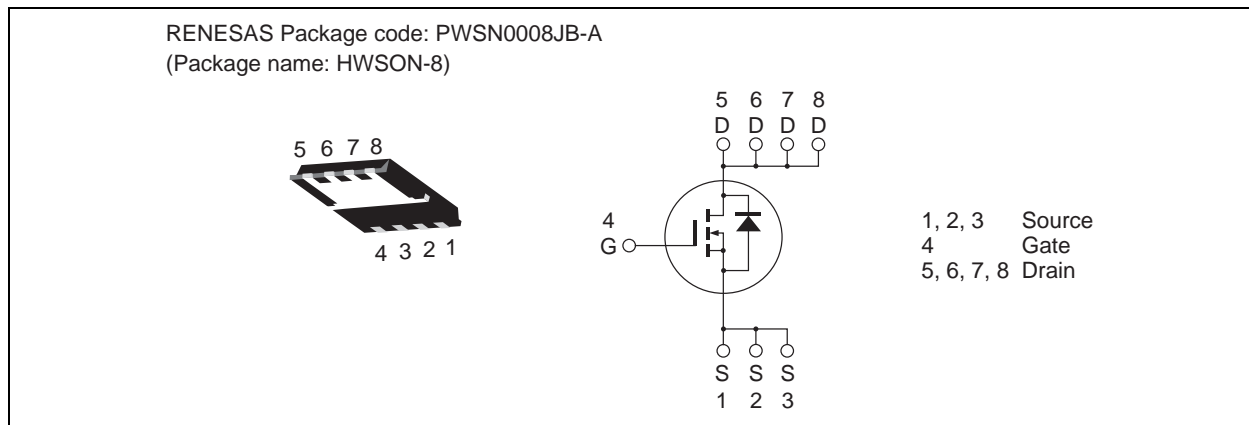 RENESAS Package code: PWSN0008JB-A
(Package name: HWSON-8)
5 6 7 8
4 3 2 1
5 6 7 8
D D D D
4
G
S S S
1 2 3
1, 2, 3 Source
4 Gate
5, 6, 7, 8 Drain